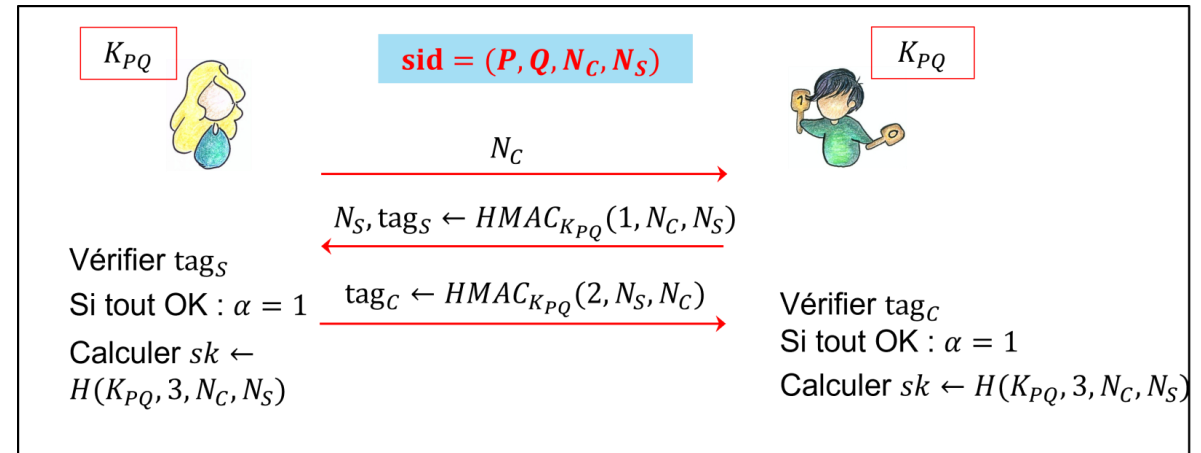 K_{PQ}
sid = (P, Q, N_C, N_S)
K_{PQ}
1
N_C
N_S, tag_S ← HMAC_{K_{PQ}}(1, N_C, N_S)
Vérifier tag_S
Si tout OK : α = 1
Calculer sk ←
H(K_{PQ}, 3, N_C, N_S)
tag_C ← HMAC_{K_{PQ}}(2, N_S, N_C)
Vérifier tag_C
Si tout OK : α = 1
Calculer sk ← H(K_{PQ}, 3, N_C, N_S)